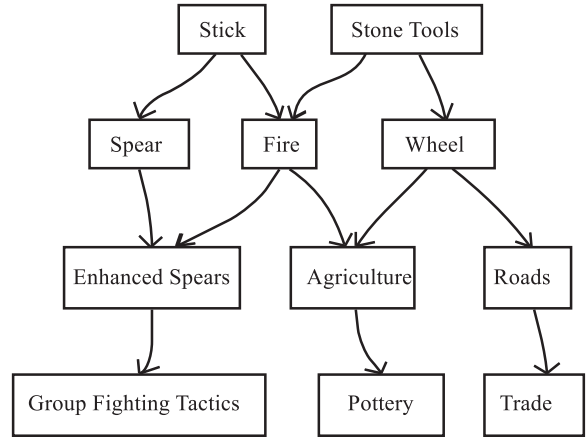 Stick
Stone Tools
Spear
Fire
Wheel
Enhanced Spears
Agriculture
Roads
Group Fighting Tactics
Pottery
Trade